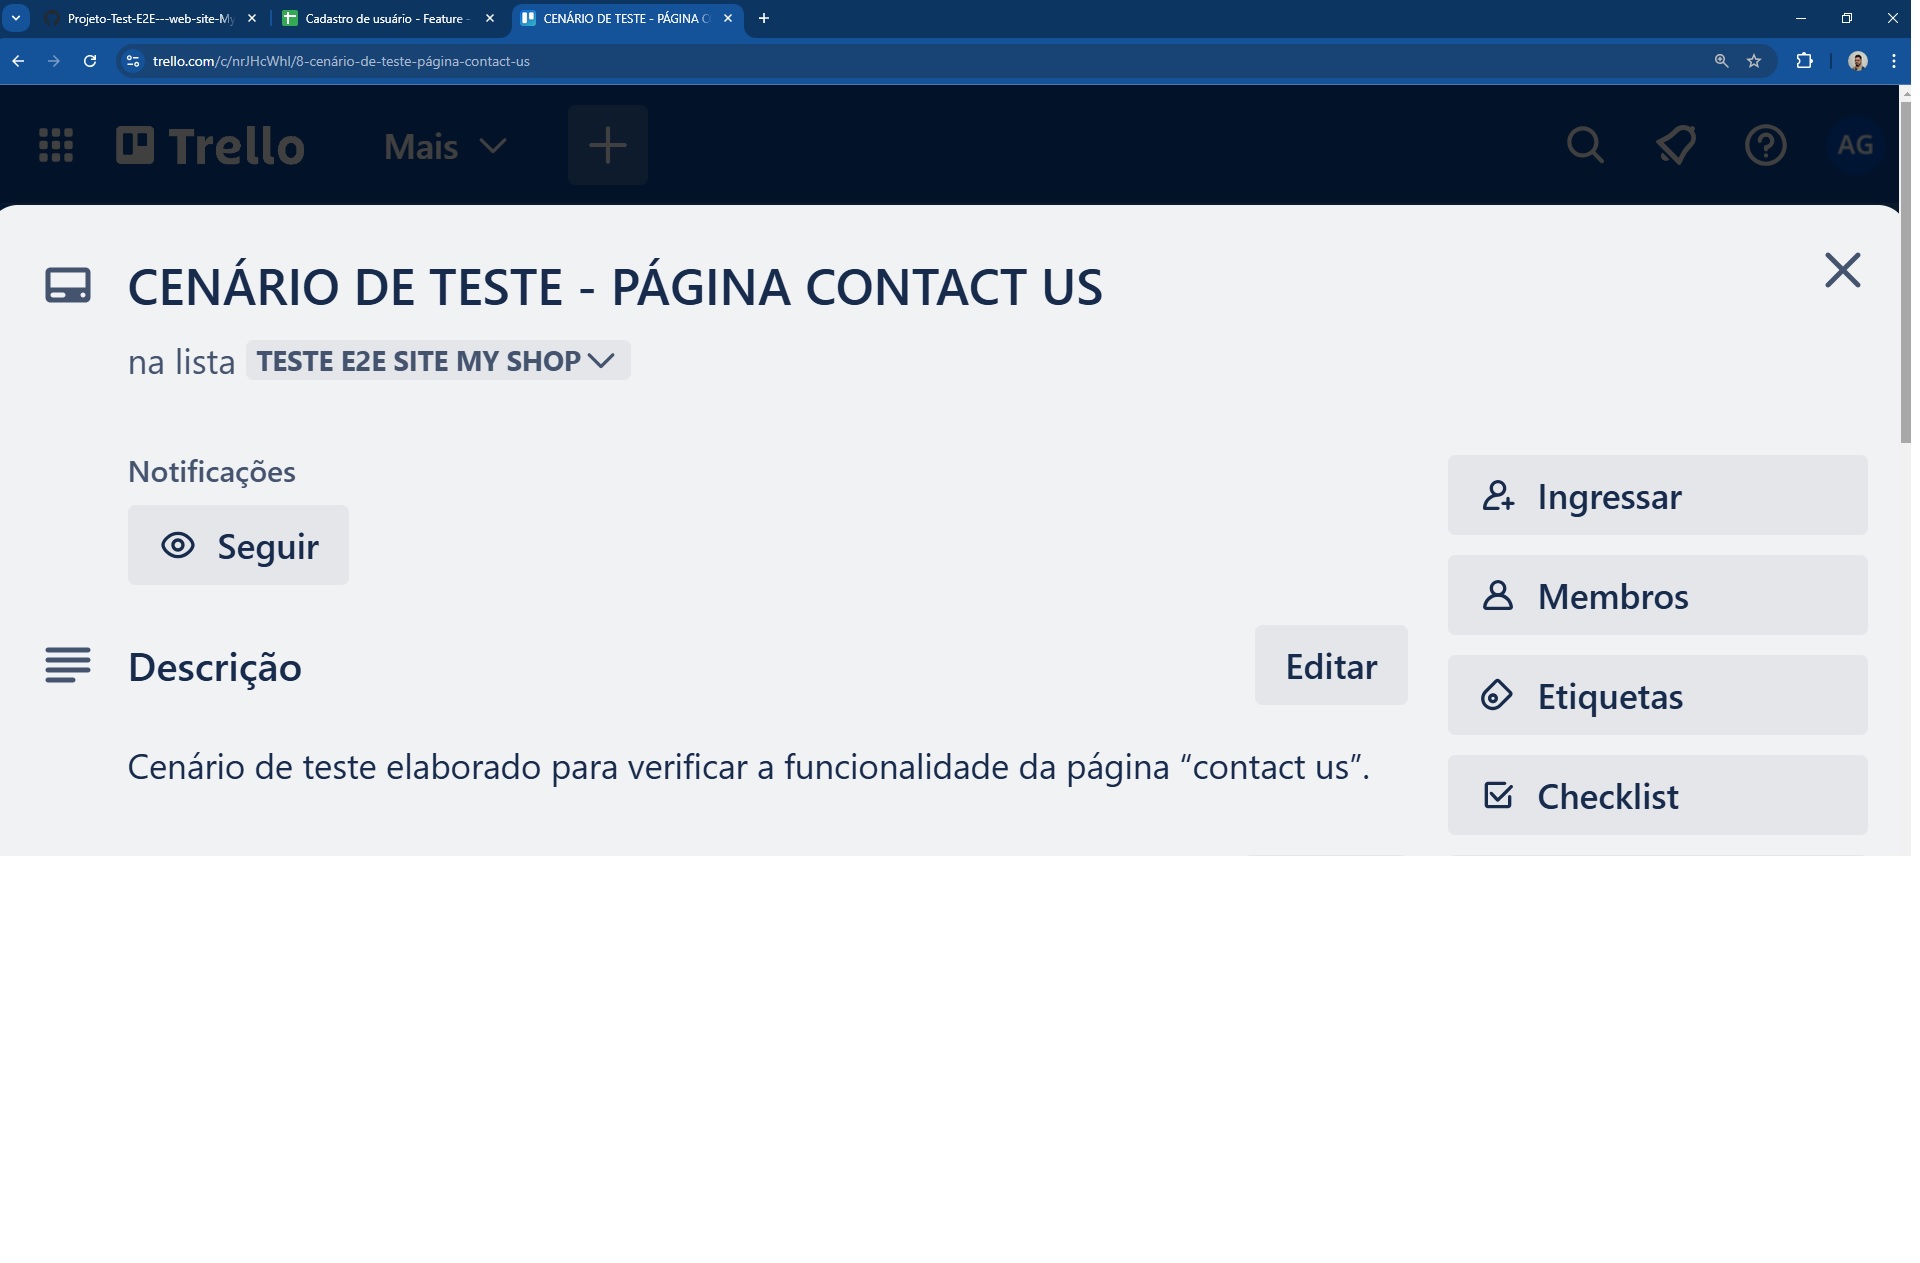 Projeto-Test-E2E---web-site-My
Cadastro de usuário - Feature -
CENÁRIO DE TESTE - PÁGINA C
trello.com/c/nrJHcWhl/8-cenário-de-teste-página-contact-us
Trello
Mais
AG
CENÁRIO DE TESTE - PÁGINA CONTACT US
na lista TESTE E2E SITE MY SHOP
Notificações
Seguir
Ingressar
Membros
Descrição
Editar
Etiquetas
Cenário de teste elaborado para verificar a funcionalidade da página “contact us”.
Checklist